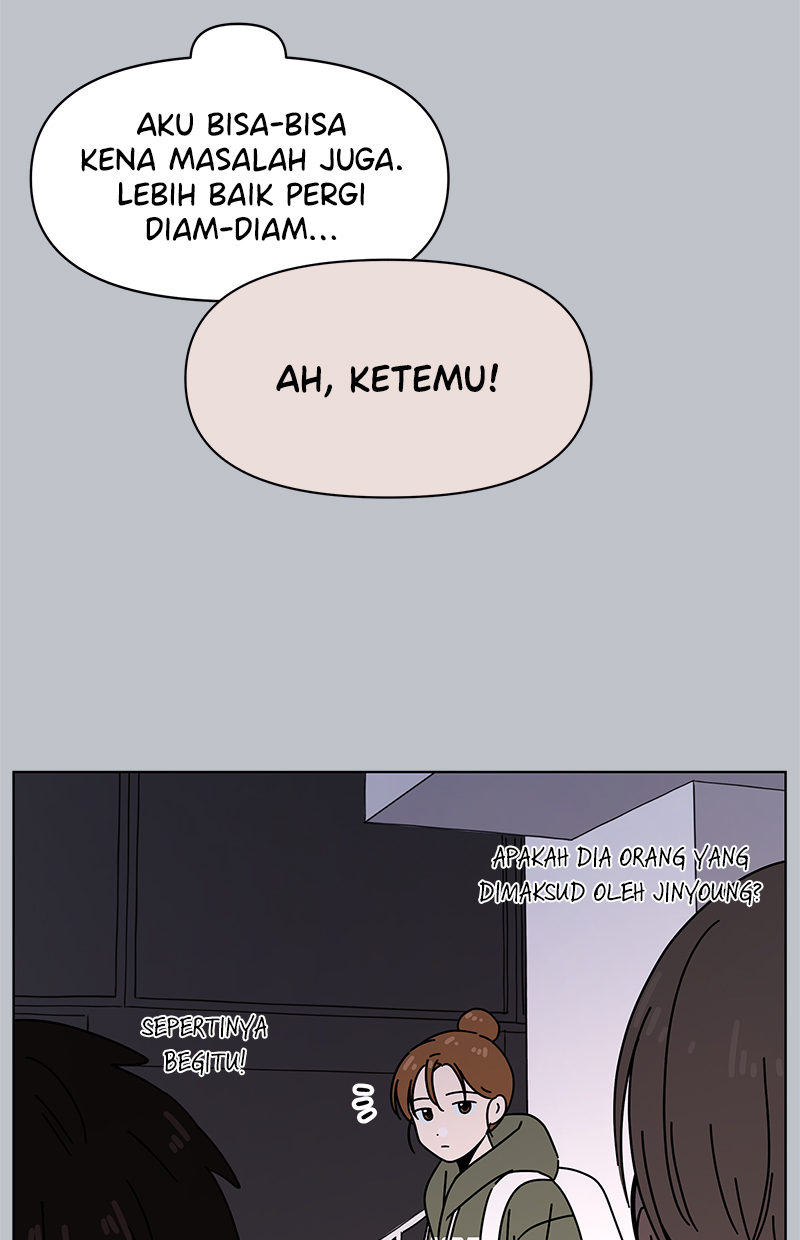 AKU BISA-BISA
KENA MASALAH JUGA.
LEBIH BAIK PERGI
DIAM-DIAM...
AH, KETEMU!
APAKAH DIA ORANG YANG
DIMAKSUD OLEH JINYOUNG?
SEPERTINYA
BEGITU!